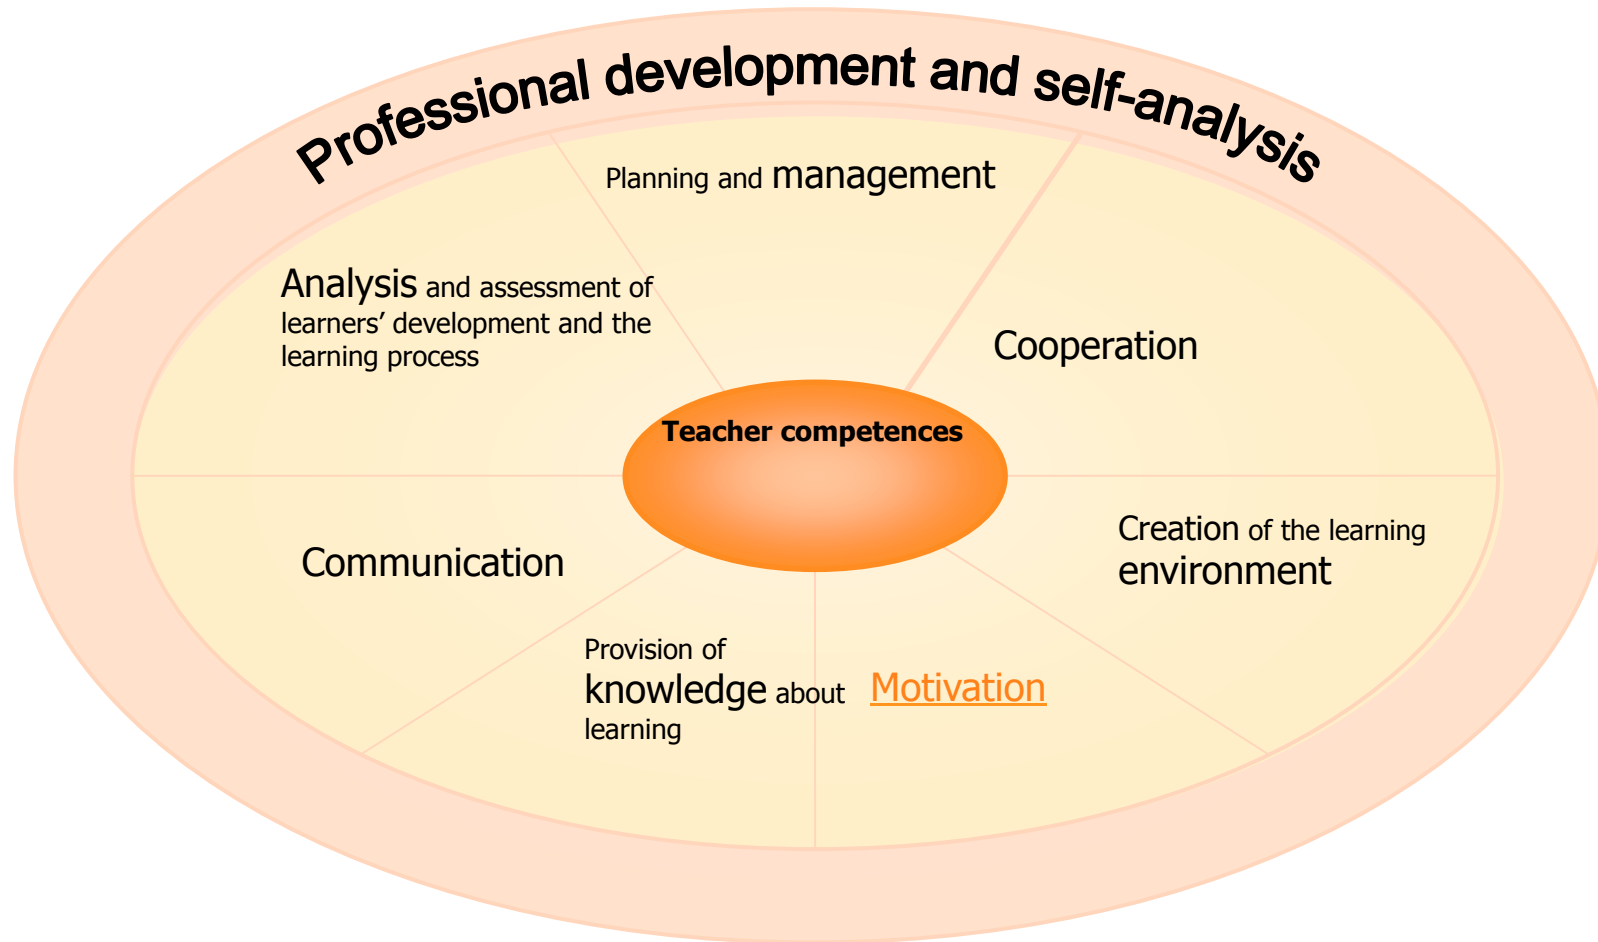 Professional development and self-analysis
Planning and management
Analysis and assessment of
learners’ development and the
learning process
Cooperation
Teacher competences
Creation of the learning
environment
Communication
Provision of
knowledge about
learning
Motivation